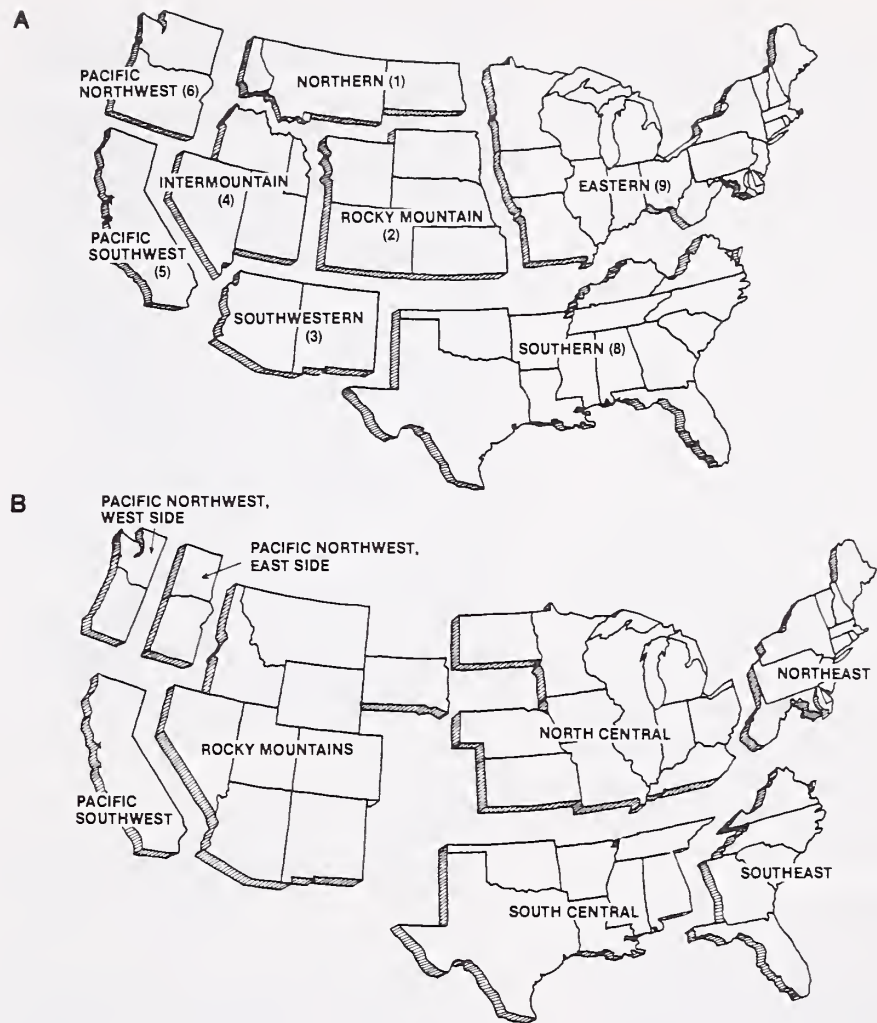 A
PACIFIC
NORTHWEST (6)
NORTHERN (1)
INTERMOUNTAIN
(4)
ROCKY MOUNTAIN
(2)
EASTERN (9)
PACIFIC
SOUTHWEST
(5)
SOUTHWESTERN
(3)
SOUTHERN (8)
B
PACIFIC NORTHWEST,
WEST SIDE
PACIFIC NORTHWEST,
EAST SIDE
NORTHEAST
ROCKY MOUNTAINS
NORTH CENTRAL
PACIFIC
SOUTHWEST
SOUTHEAST
SOUTH CENTRAL